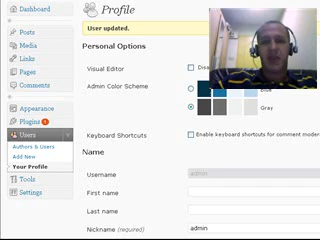 Dashboard
Posts
Media
Links
Pages
Comments
Appearance
Plugins
Users
Authors & Users
Add New
Your Profile
Tools
Settings
Profile
User updated.
Personal Options
Visual Editor
Disa
Admin Color Scheme
Blue
Gray
Keyboard Shortcuts
Enable keyboard shortcuts for comment moder
Name
Username
admin
First name
Last name
Nickname (required)
admin